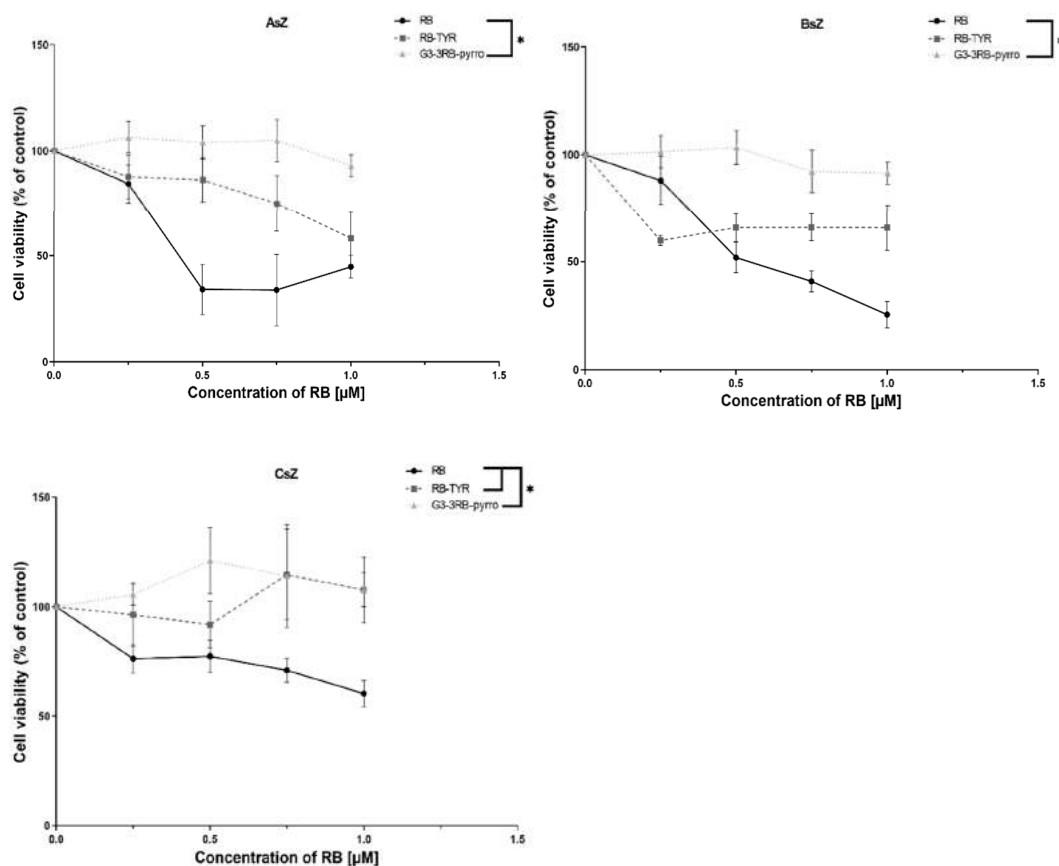 AsZ
RB
RB-TYR
G3-3RB-pyrro
*
150
100
50
0
Cell viability (% of control)
0.0 0.5 1.0 1.5
Concentration of RB [µM]
BsZ
RB
RB-TYR
G3-3RB-pyrro
150
100
50
0
Cell viability (% of control)
0.0 0.5 1.0 1.5
Concentration of RB [µM]
CsZ
RB
RB-TYR
G3-3RB-pyrro
*
150
100
50
0
Cell viability (% of control)
0.0 0.5 1.0 1.5
Concentration of RB [µM]